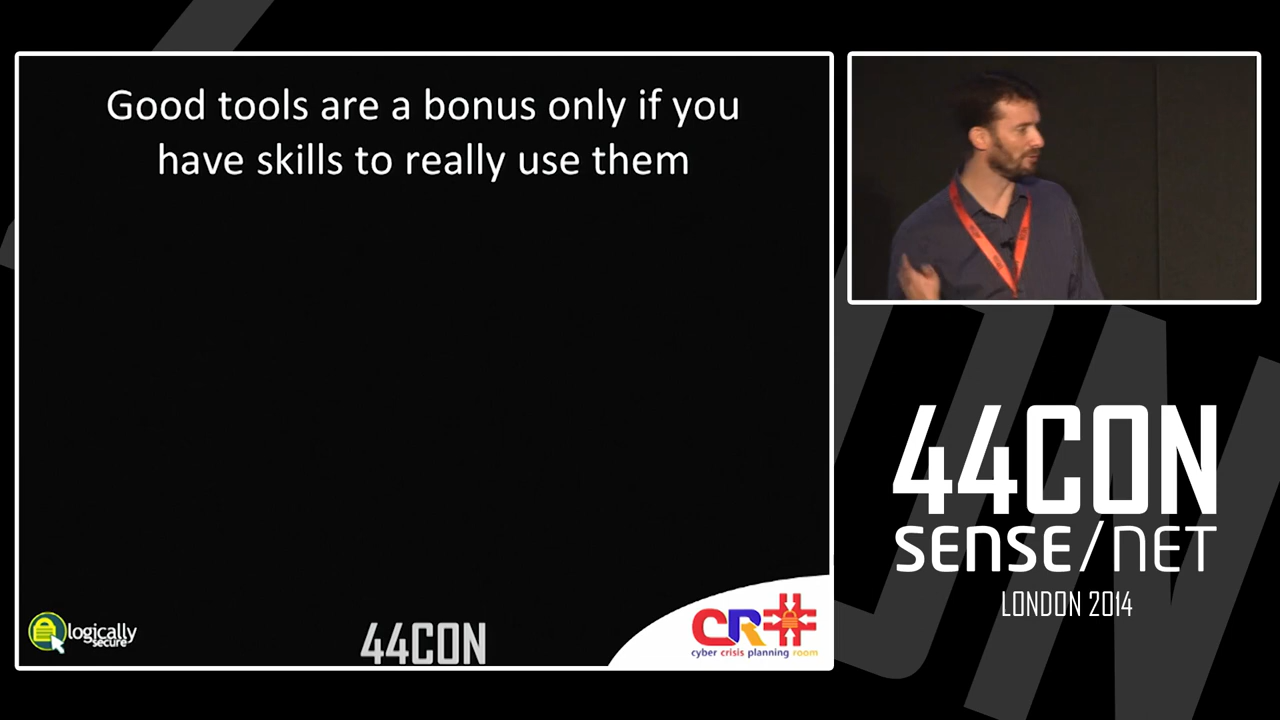 Good tools are a bonus only if you
have skills to really use them
logically
secure
44CON
CR
cyber crisis planning room
44CON
SENSE/NET
LONDON 2014